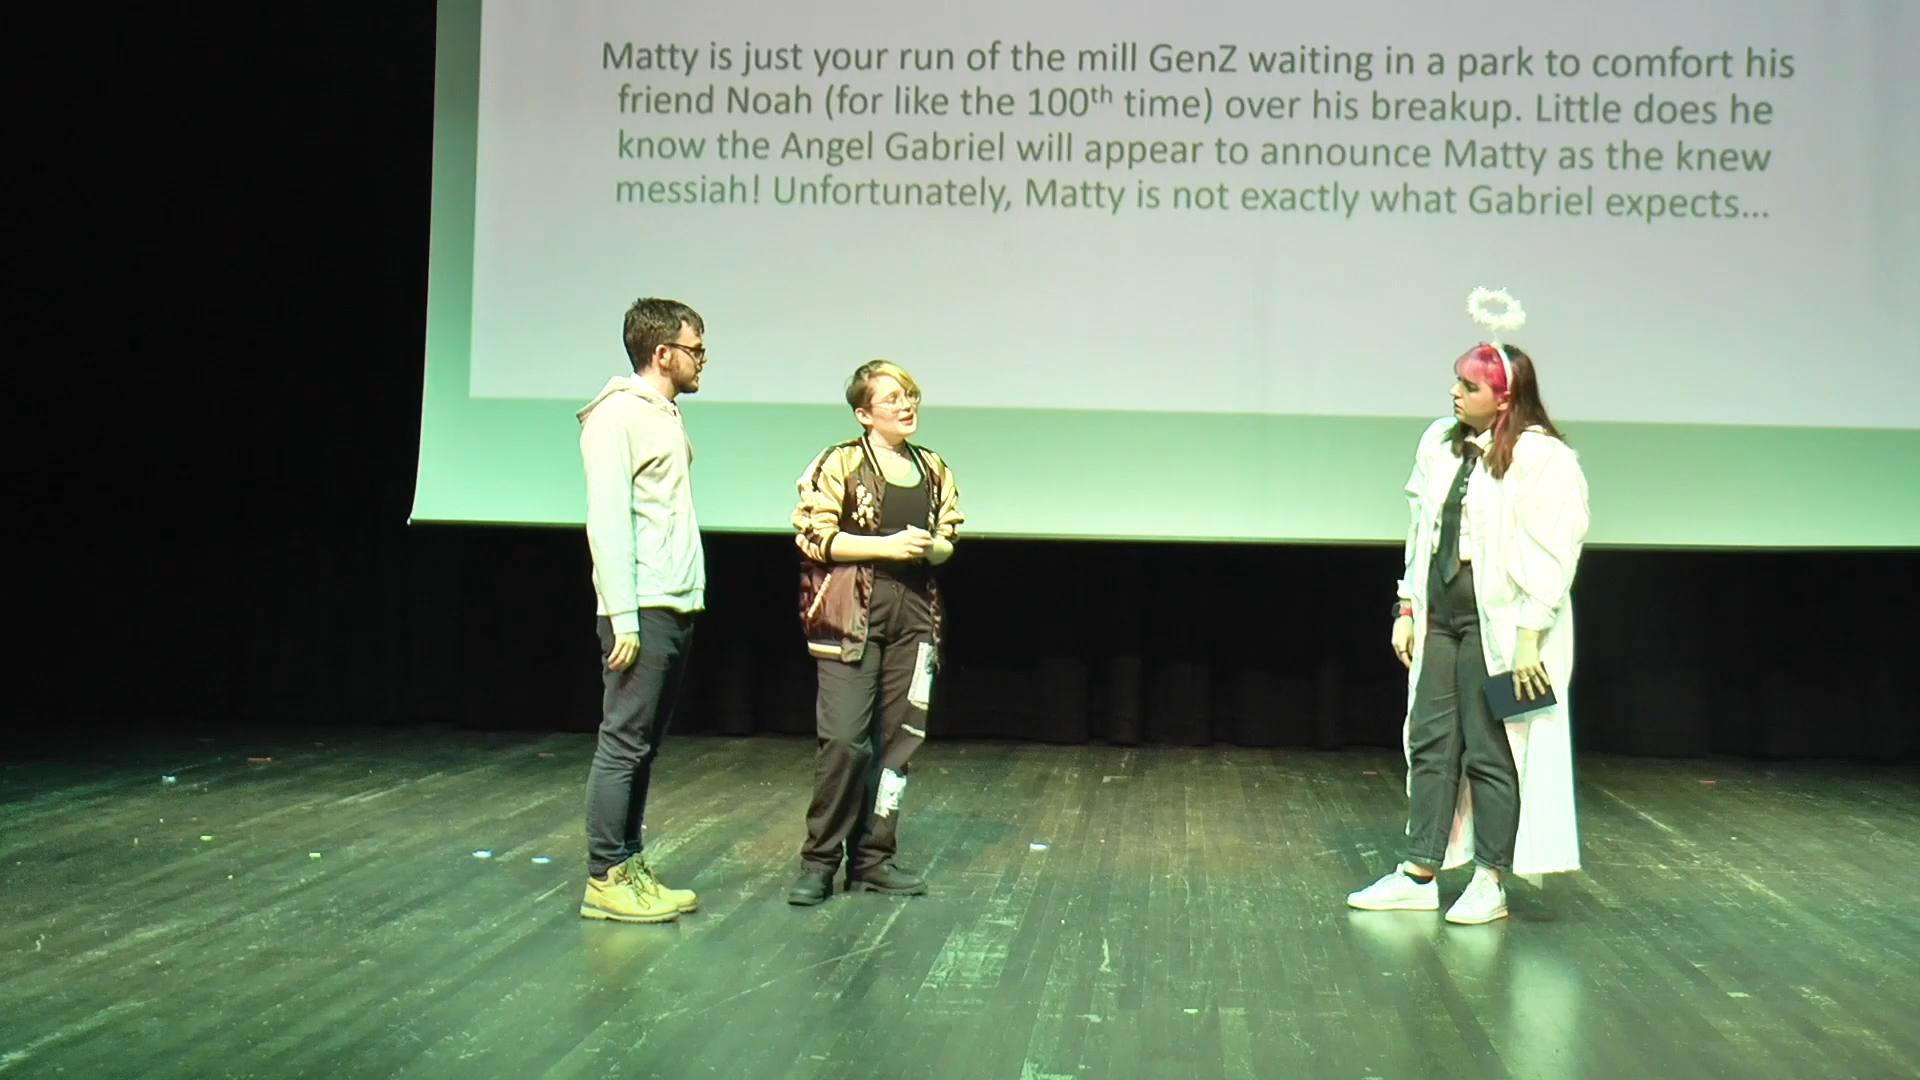 Matty is just your run of the mill GenZ waiting in a park to comfort his
friend Noah (for like the 100th time) over his breakup. Little does he
know the Angel Gabriel will appear to announce Matty as the knew
messiah! Unfortunately, Matty is not exactly what Gabriel expects...